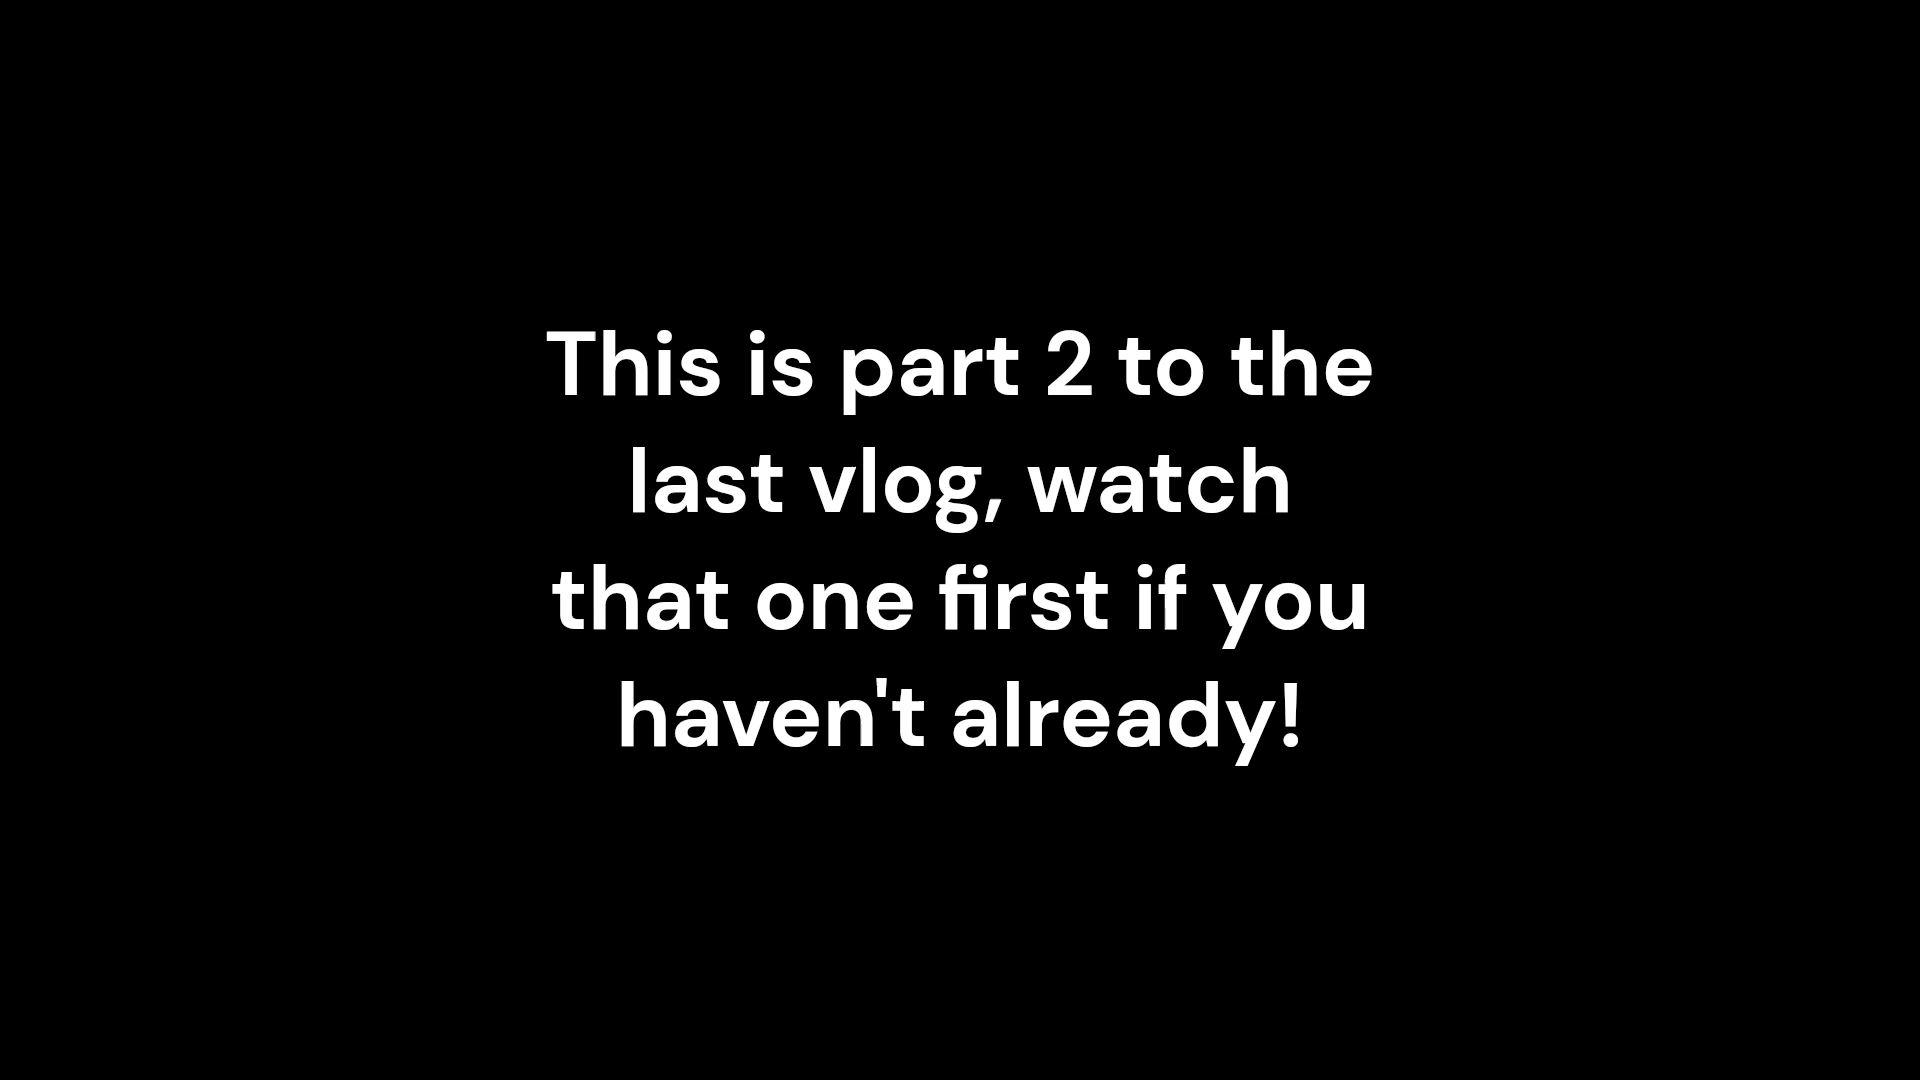 This is part 2 to the
last vlog, watch
that one first if you
haven't already!